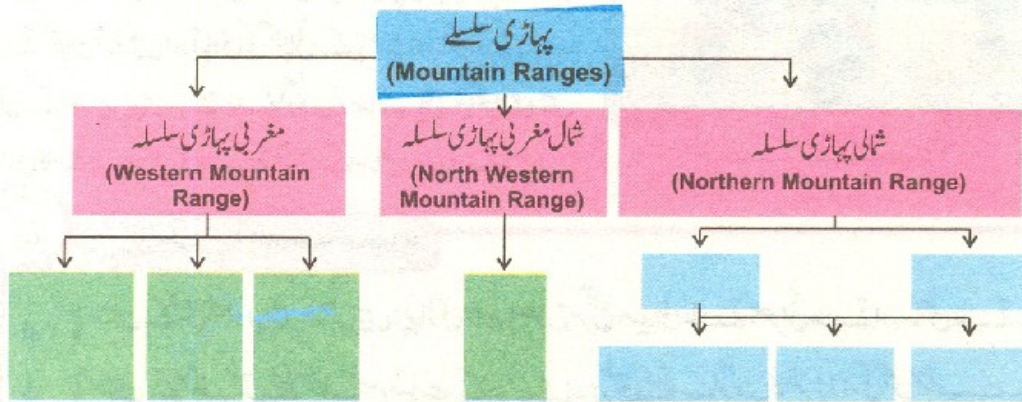 پہاڑی سلسلے
(Mountain Ranges)
مغربی پہاڑی سلسلہ
(Western Mountain
Range)
شمال مغربی پہاڑی سلسلہ
(North Western
Mountain Range)
شمالی پہاڑی سلسلہ
(Northern Mountain Range)